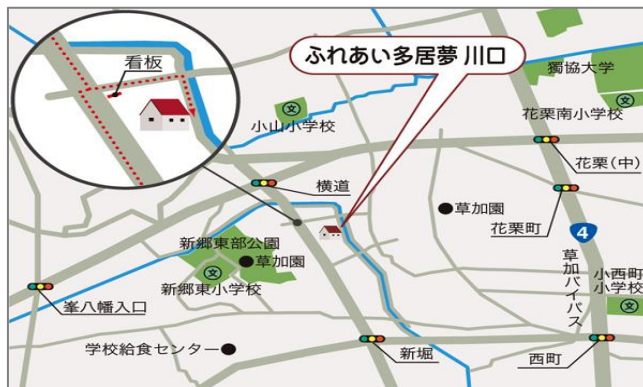 看板
ふれあい多居夢 川口
獨協大学
文
花栗南小学校
文
小山小学校
花栗(中)
横道
草加園
花栗町
4
草加バイパス
新郷東部公園
草加園
文
新郷東小学校
小西町
小学校
文
峯八幡入口
学校給食センター
新堀
西町